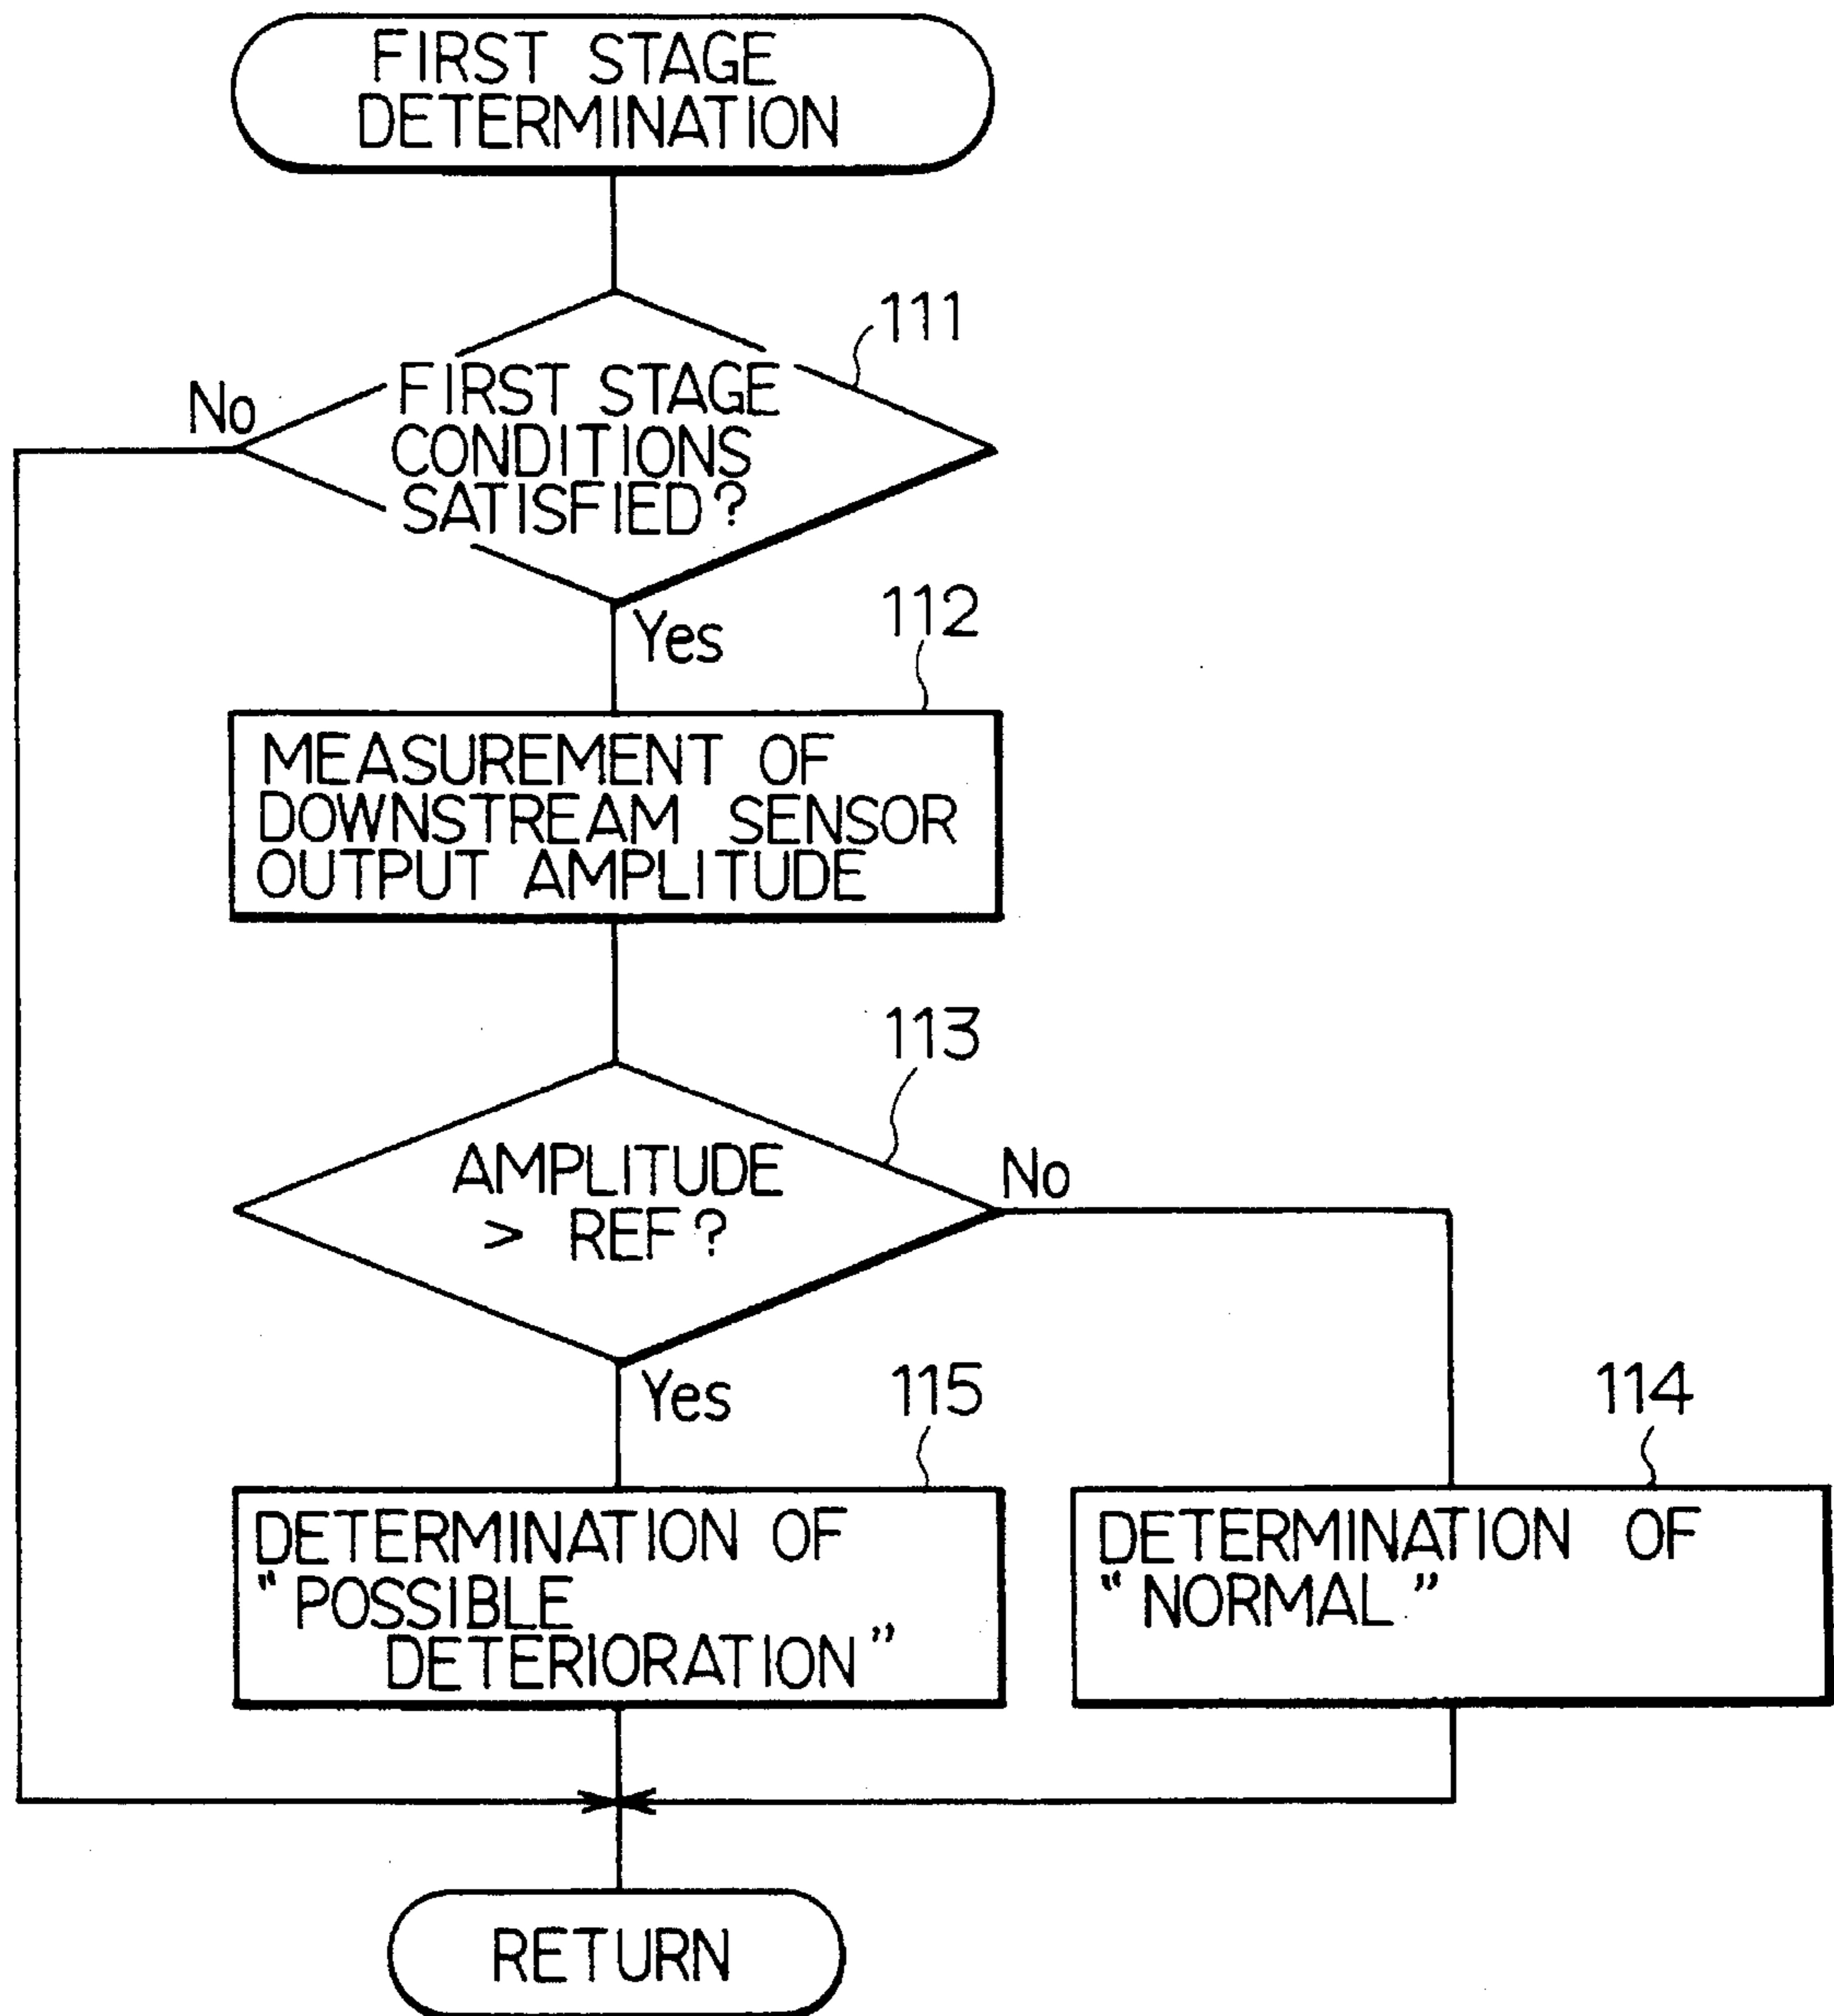 FIRST STAGE
DETERMINATION
111
No
FIRST STAGE
CONDITIONS
SATISFIED?
Yes
112
MEASUREMENT OF
DOWNSTREAM SENSOR
OUTPUT AMPLITUDE
113
AMPLITUDE
> REF?
No
Yes
115
114
DETERMINATION OF
"POSSIBLE
DETERIORATION"
DETERMINATION OF
"NORMAL"
RETURN